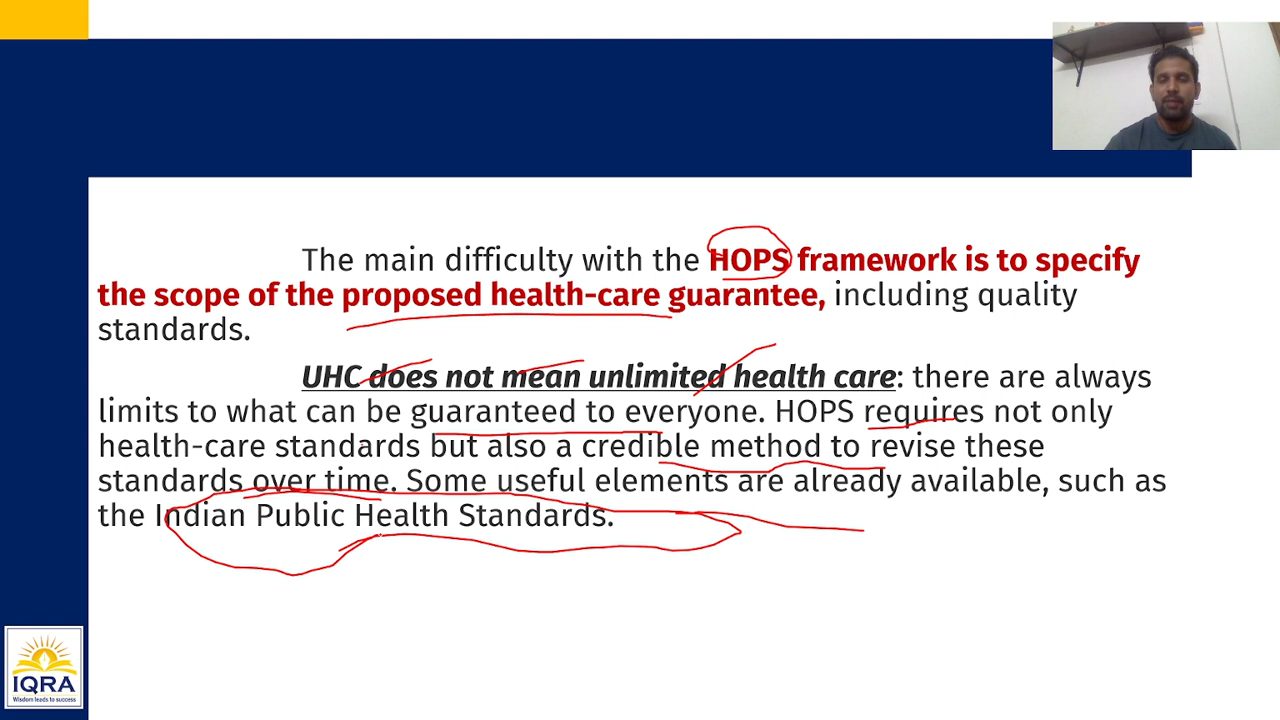 The main difficulty with the HOPS framework is to specify
the scope of the proposed health-care guarantee, including quality
standards.
UHC does not mean unlimited health care: there are always
limits to what can be guaranteed to everyone. HOPS requires not only
health-care standards but also a credible method to revise these
standards over time. Some useful elements are already available, such as
the Indian Public Health Standards.
IQRA
Wisdom leads to success